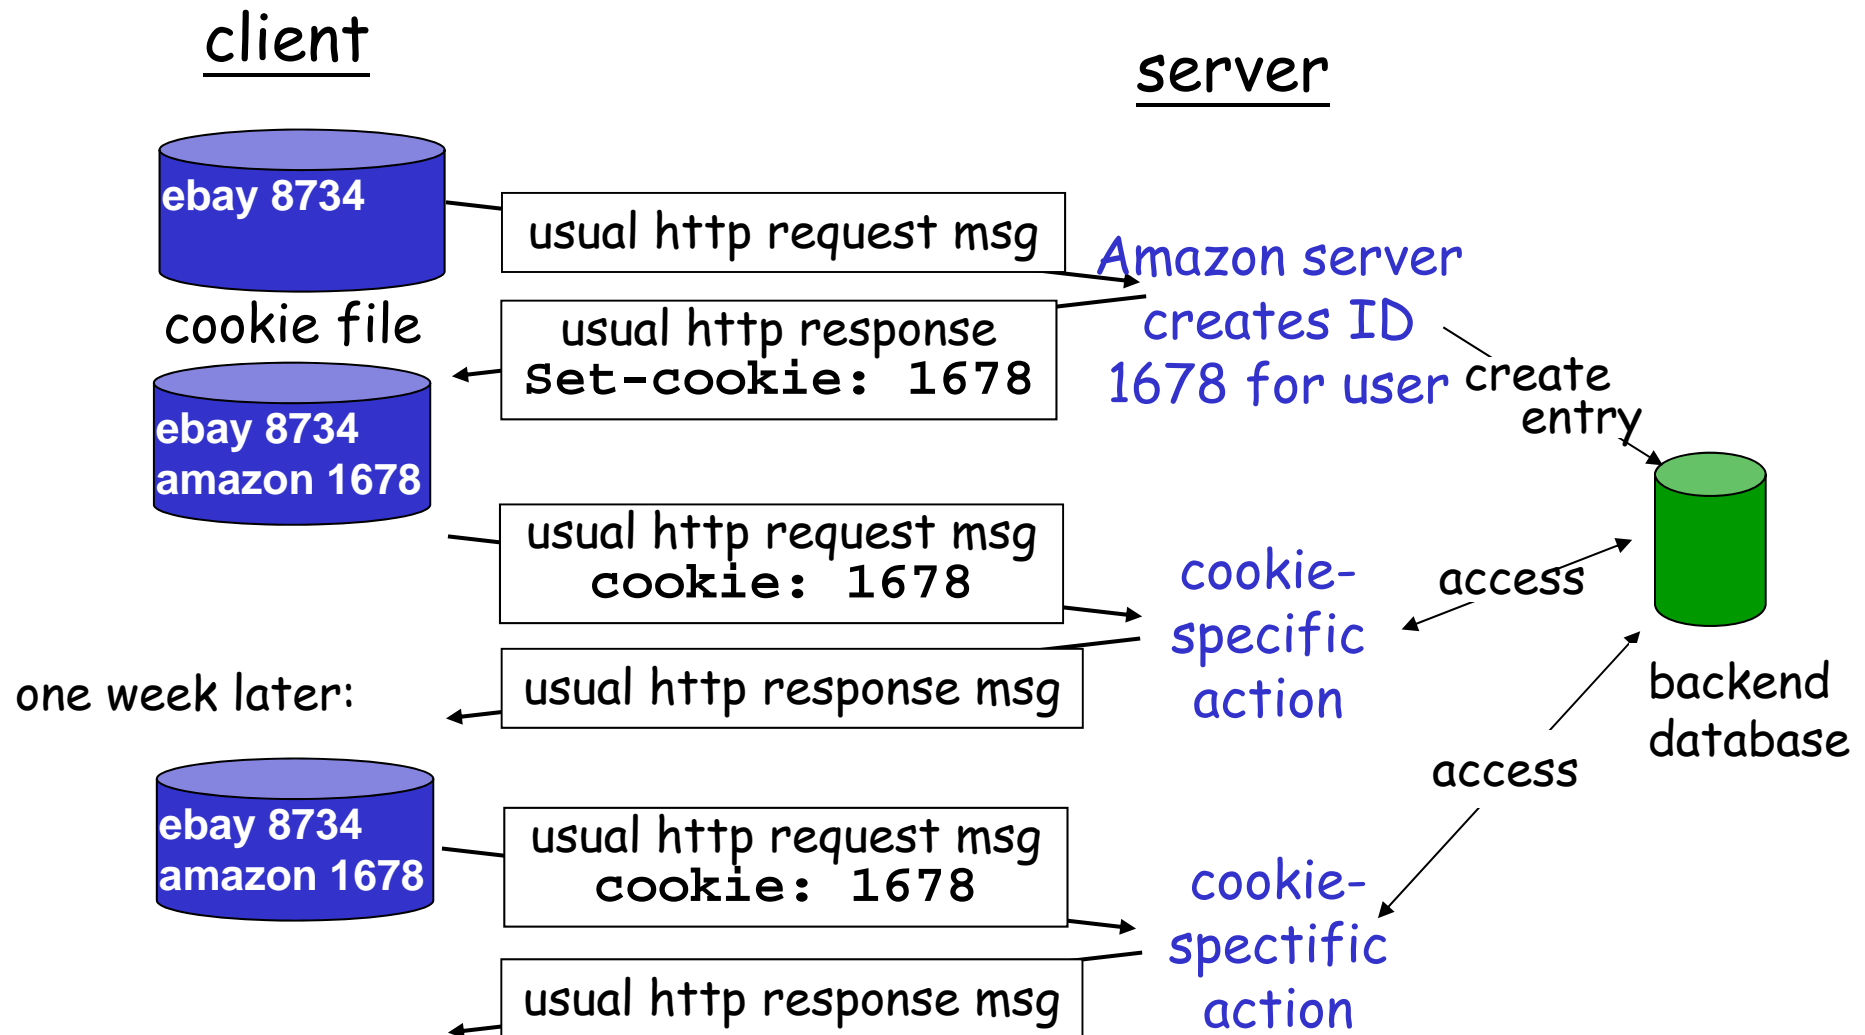 client
server
ebay 8734
usual http request msg
Amazon server
creates ID
1678 for user
cookie file
usual http response
Set-cookie: 1678
create
entry
ebay 8734
amazon 1678
usual http request msg
cookie: 1678
cookie-
specific
action
access
usual http response msg
one week later:
backend
database
access
ebay 8734
amazon 1678
usual http request msg
cookie: 1678
cookie-
spectific
action
usual http response msg